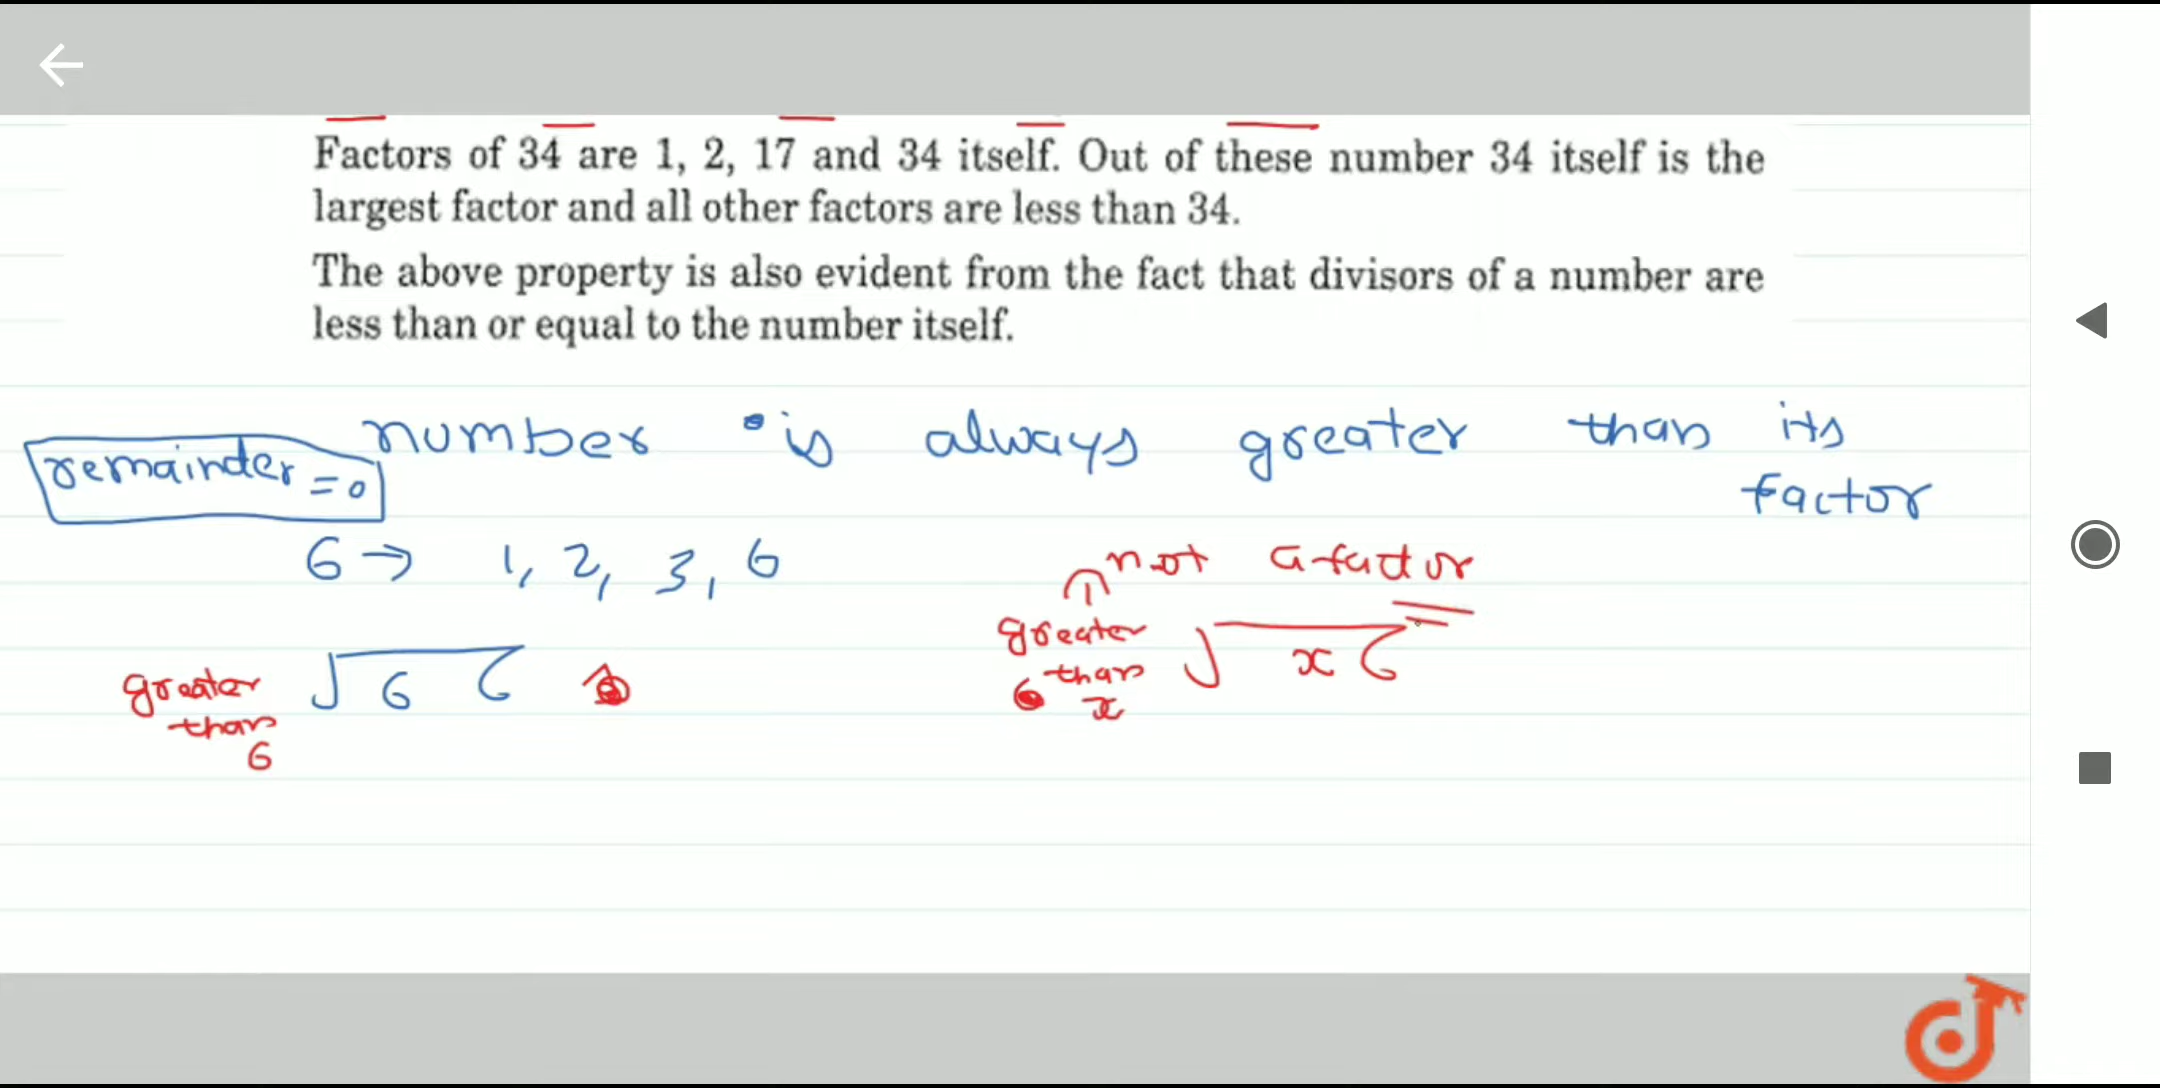 Factors of 34 are 1, 2, 17 and 34 itself. Out of these number 34 itself is the
largest factor and all other factors are less than 34.
The above property is also evident from the fact that divisors of a number are
less than or equal to the number itself.
number is always greater than its
factor
remainder = 0
6 → 1, 2, 3, 6
not a factor
greater
than
x
x
6
greater
than
6